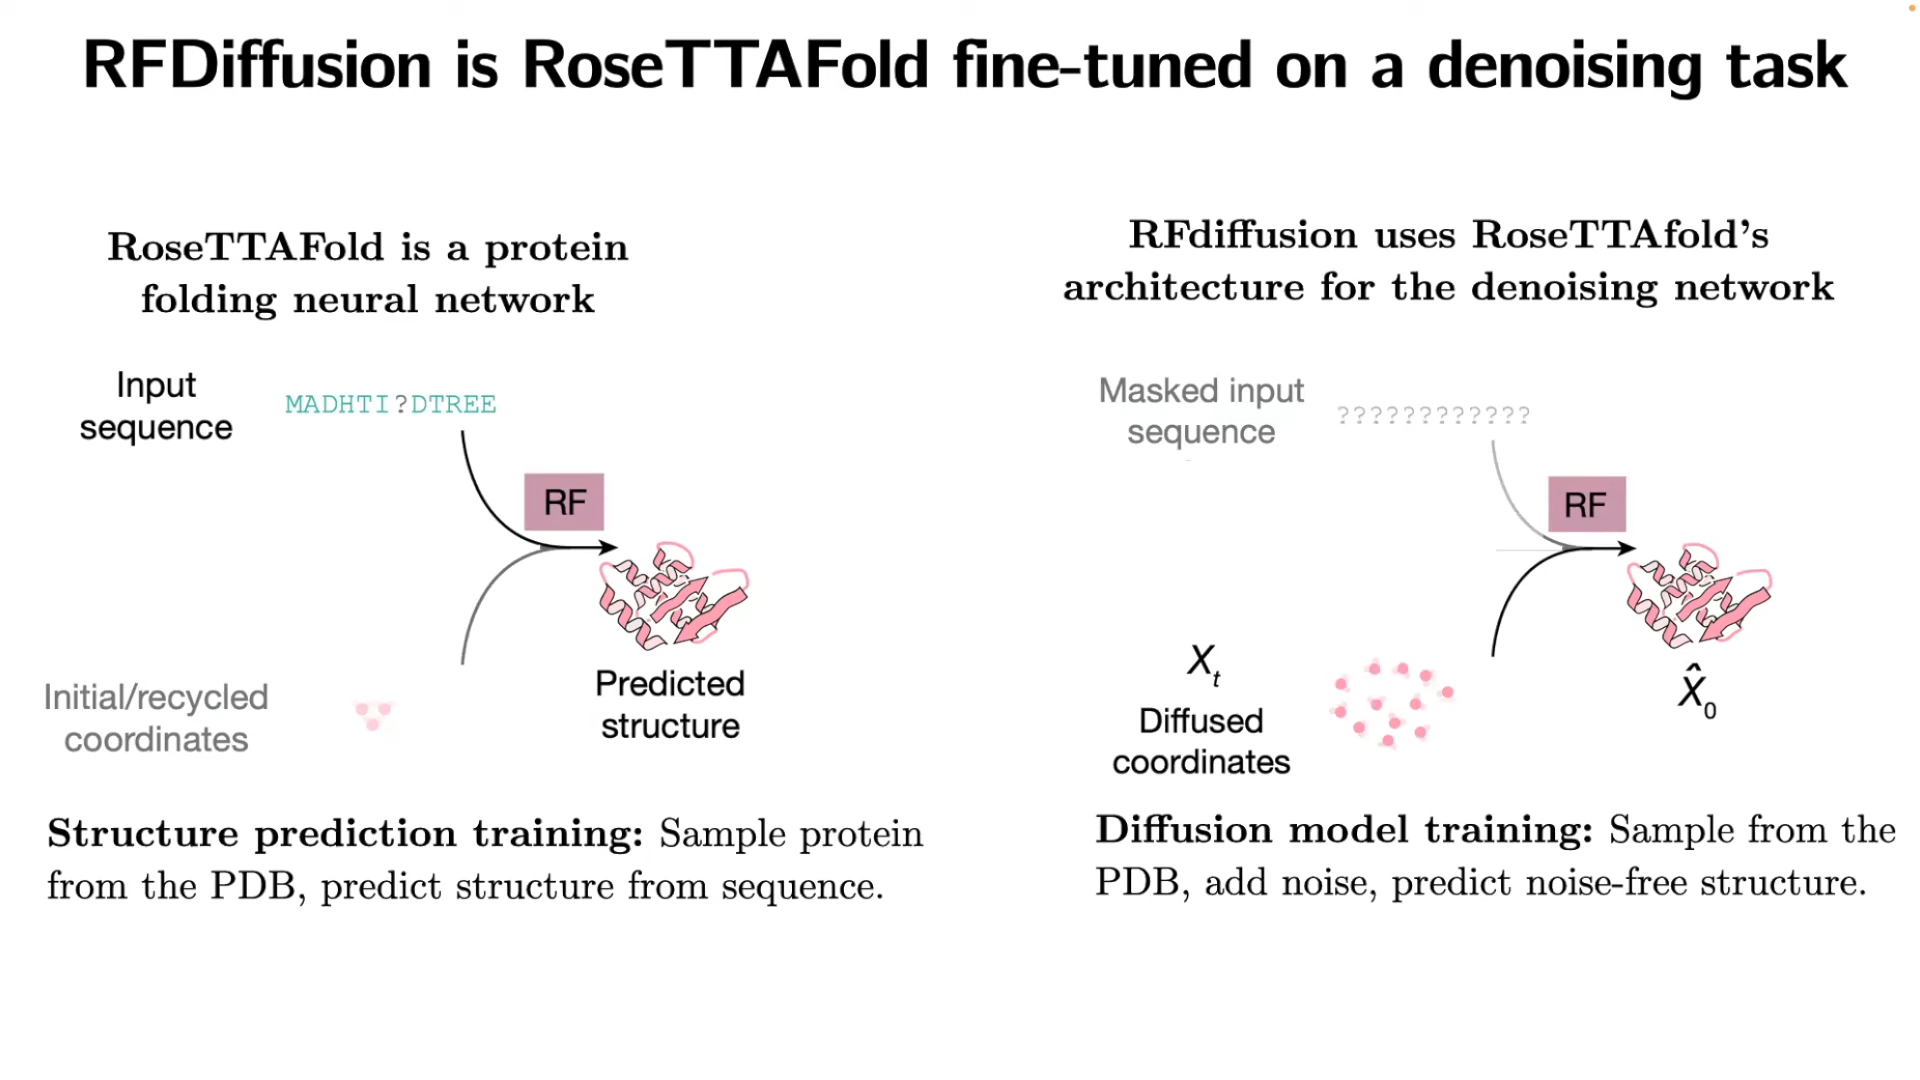 RFDiffusion is RoseTTAFold fine-tuned on a denoising task
RoseTTAFold is a protein
folding neural network
Input
sequence
MADHTI?DTREE
RF
Initial/recycled
coordinates
Predicted
structure
Structure prediction training: Sample protein
from the PDB, predict structure from sequence.
RFdiffusion uses RoseTTAfold's
architecture for the denoising network
Masked input
sequence
????????????
RF
Xₜ
Diffused
coordinates
X̂₀
Diffusion model training: Sample from the
PDB, add noise, predict noise-free structure.